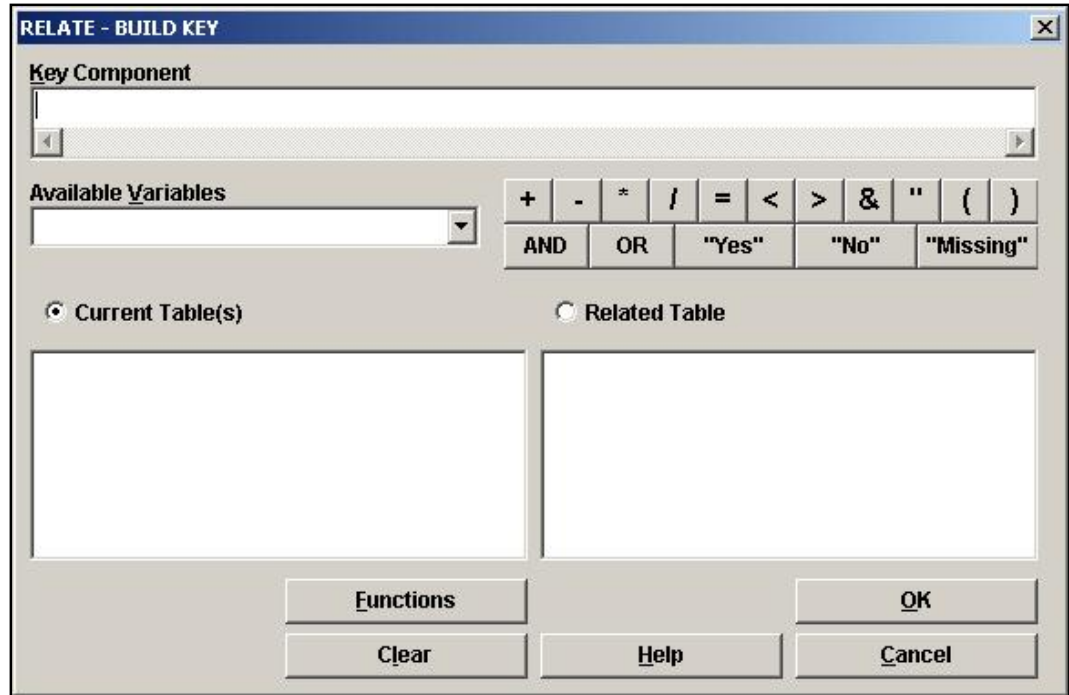 RELATE - BUILD KEY
Key Component
Available Variables
+ - * / = < > & " ( )
AND OR "Yes" "No" "Missing"
Current Table(s) Related Table
Functions OK
Clear Help Cancel